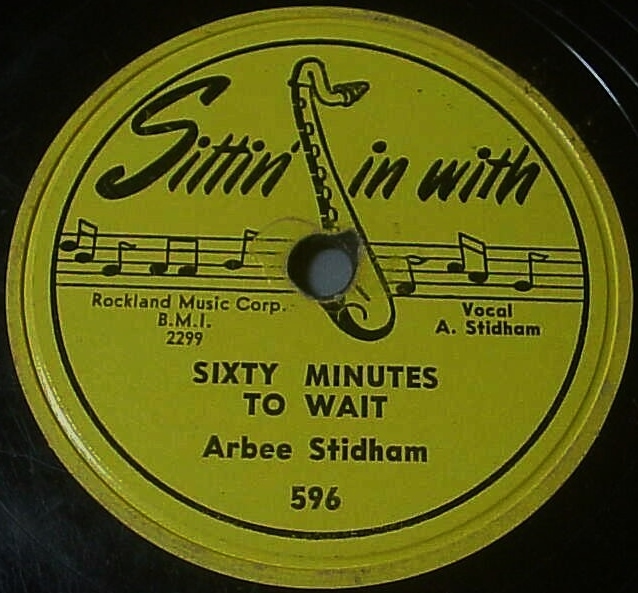 Sittin' in with
Rockland Music Corp.
B.M.I.
2299
Vocal
A. Stidham
SIXTY MINUTES
TO WAIT
Arbee Stidham
596